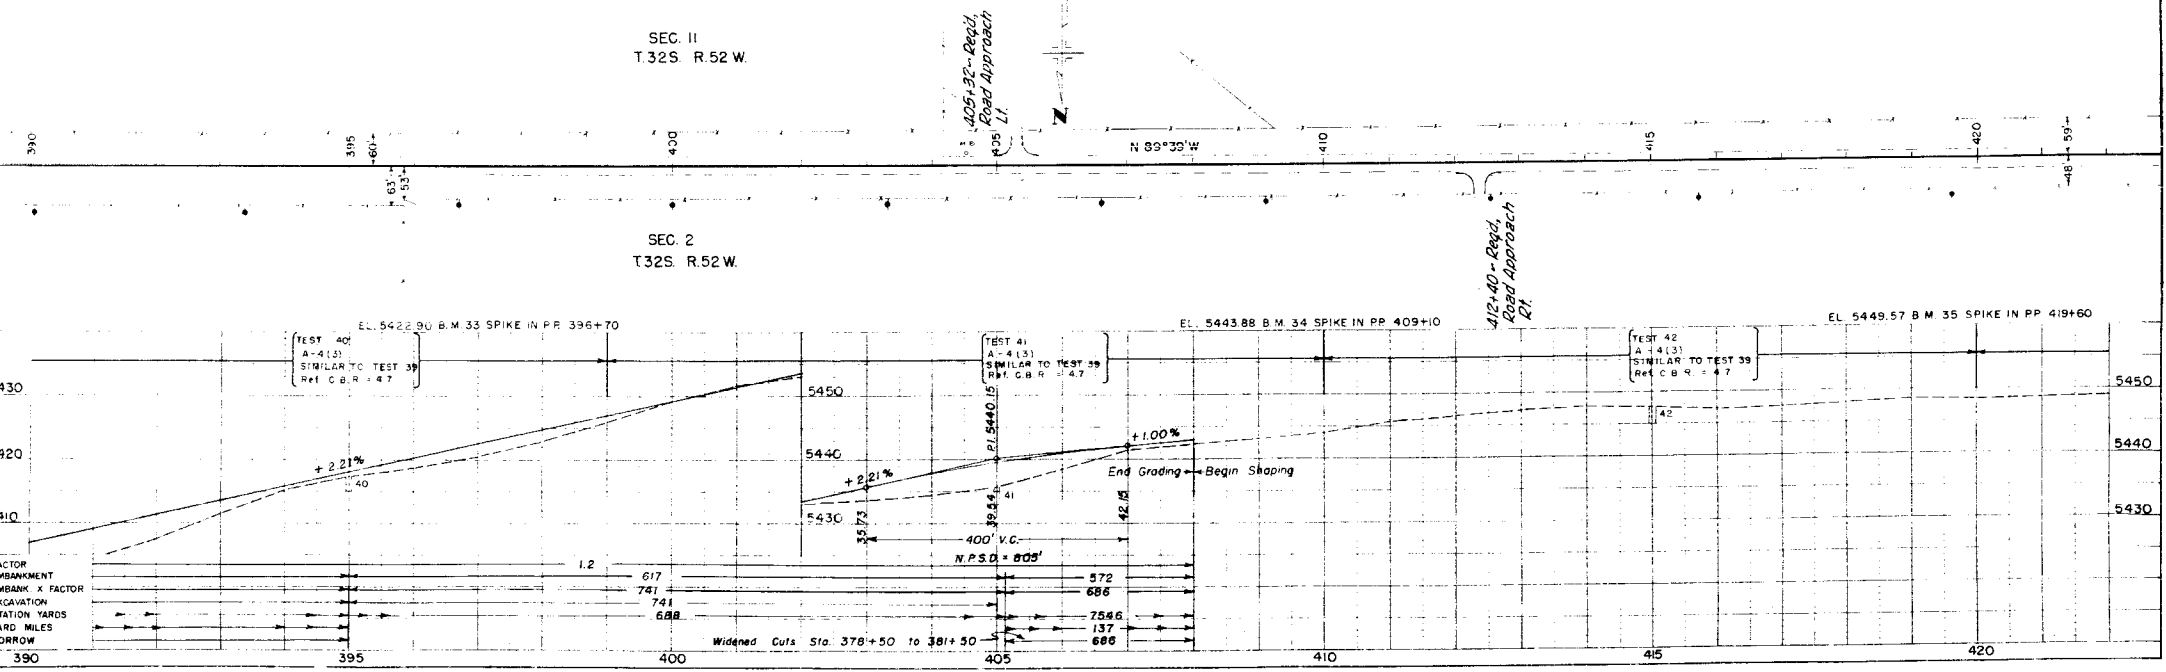 SEC. 11
T.32S. R.52 W.
405+32~Req'd,
Road Approach
Lt.
N
390
395
60'
400
405
N 89°39'W
410
415
420
59'
48'
63'
53'
SEC. 2
T.32S. R.52 W.
412+40~Req'd,
Road Approach
Rt.
EL. 5422.90 B.M. 33 SPIKE IN P.P. 396+70
EL. 5443.88 B.M. 34 SPIKE IN P.P. 409+10
EL. 5449.57 B.M. 35 SPIKE IN P.P. 419+60
TEST 40
A-4(3)
SIMILAR TO TEST 39
Ref. C.B.R. = 4.7
TEST 41
A-4(3)
SIMILAR TO TEST 39
Ref. C.B.R. = 4.7
TEST 42
A-4(3)
SIMILAR TO TEST 39
Ref. C.B.R. = 4.7
430
5450
5450
P.I. 5440.15
42
420
+2.21%
40
5440
+2.21%
+1.00%
5440
End Grading
Begin Shaping
41
410
5430
35.73
39.54
42.15
5430
400' V.C.
N.P.S.D. = 805'
ACTOR
1.2
MBANKMENT
617
572
MBANK. X FACTOR
741
686
XCAVATION
741
TATION YARDS
688
7546
ARD MILES
137
ORROW
Widened Cuts Sta. 378+50 to 381+50
686
390
395
400
405
410
415
420